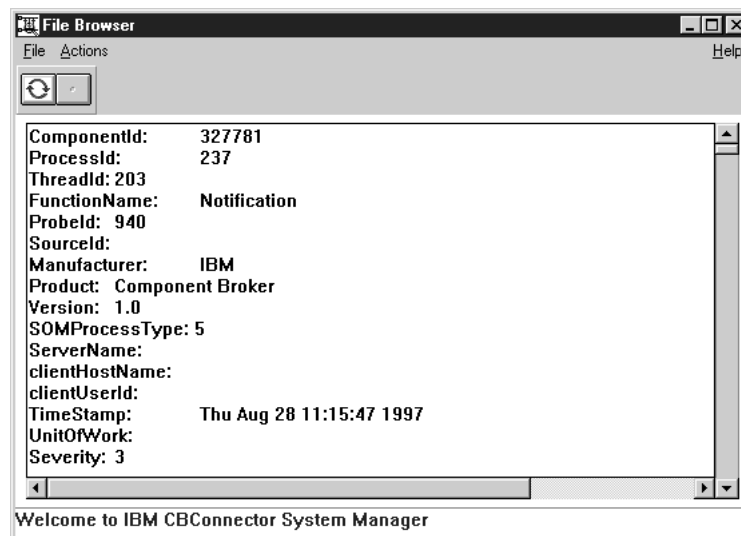 File Browser
File Actions Help
ComponentId: 327781
ProcessId: 237
ThreadId: 203
FunctionName: Notification
ProbeId: 940
SourceId:
Manufacturer: IBM
Product: Component Broker
Version: 1.0
SOMProcessType: 5
ServerName:
clientHostName:
clientUserId:
TimeStamp: Thu Aug 28 11:15:47 1997
UnitOfWork:
Severity: 3
Welcome to IBM CBConnector System Manager